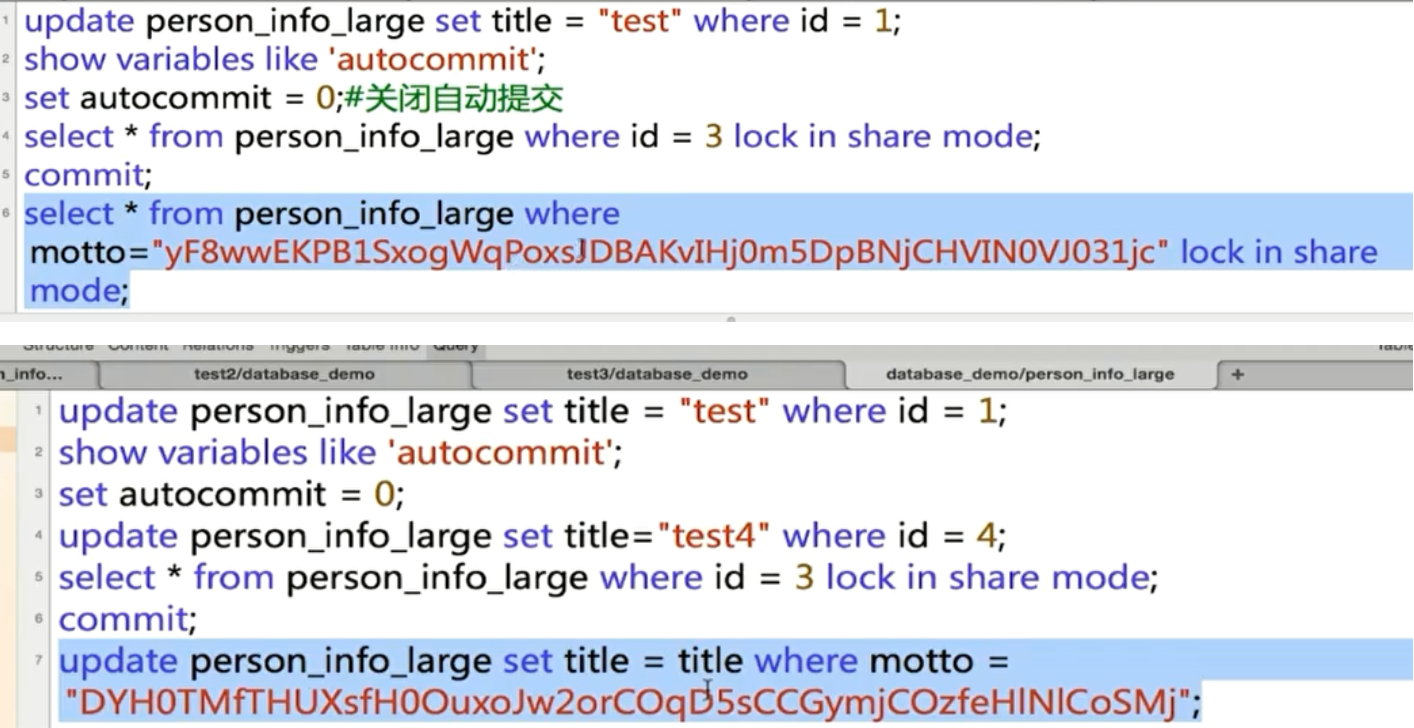 1 update person_info_large set title = "test" where id = 1;
2 show variables like 'autocommit';
3 set autocommit = 0;#关闭自动提交
4 select * from person_info_large where id = 3 lock in share mode;
5 commit;
6 select * from person_info_large where
motto="yF8wwEKPB1SxogWqPoxsJDBAKvIHj0m5DpBNjCHVIN0VJ031jc" lock in share
mode;
Structure Content Relations Triggers Table Info Query
n_info... test2/database_demo test3/database_demo database_demo/person_info_large +
1 update person_info_large set title = "test" where id = 1;
2 show variables like 'autocommit';
3 set autocommit = 0;
4 update person_info_large set title="test4" where id = 4;
5 select * from person_info_large where id = 3 lock in share mode;
6 commit;
7 update person_info_large set title = title where motto =
"DYH0TMfTHUXsfH0OuxoJw2orCOqD5sCCGymjCOzfeHlNlCoSMj";